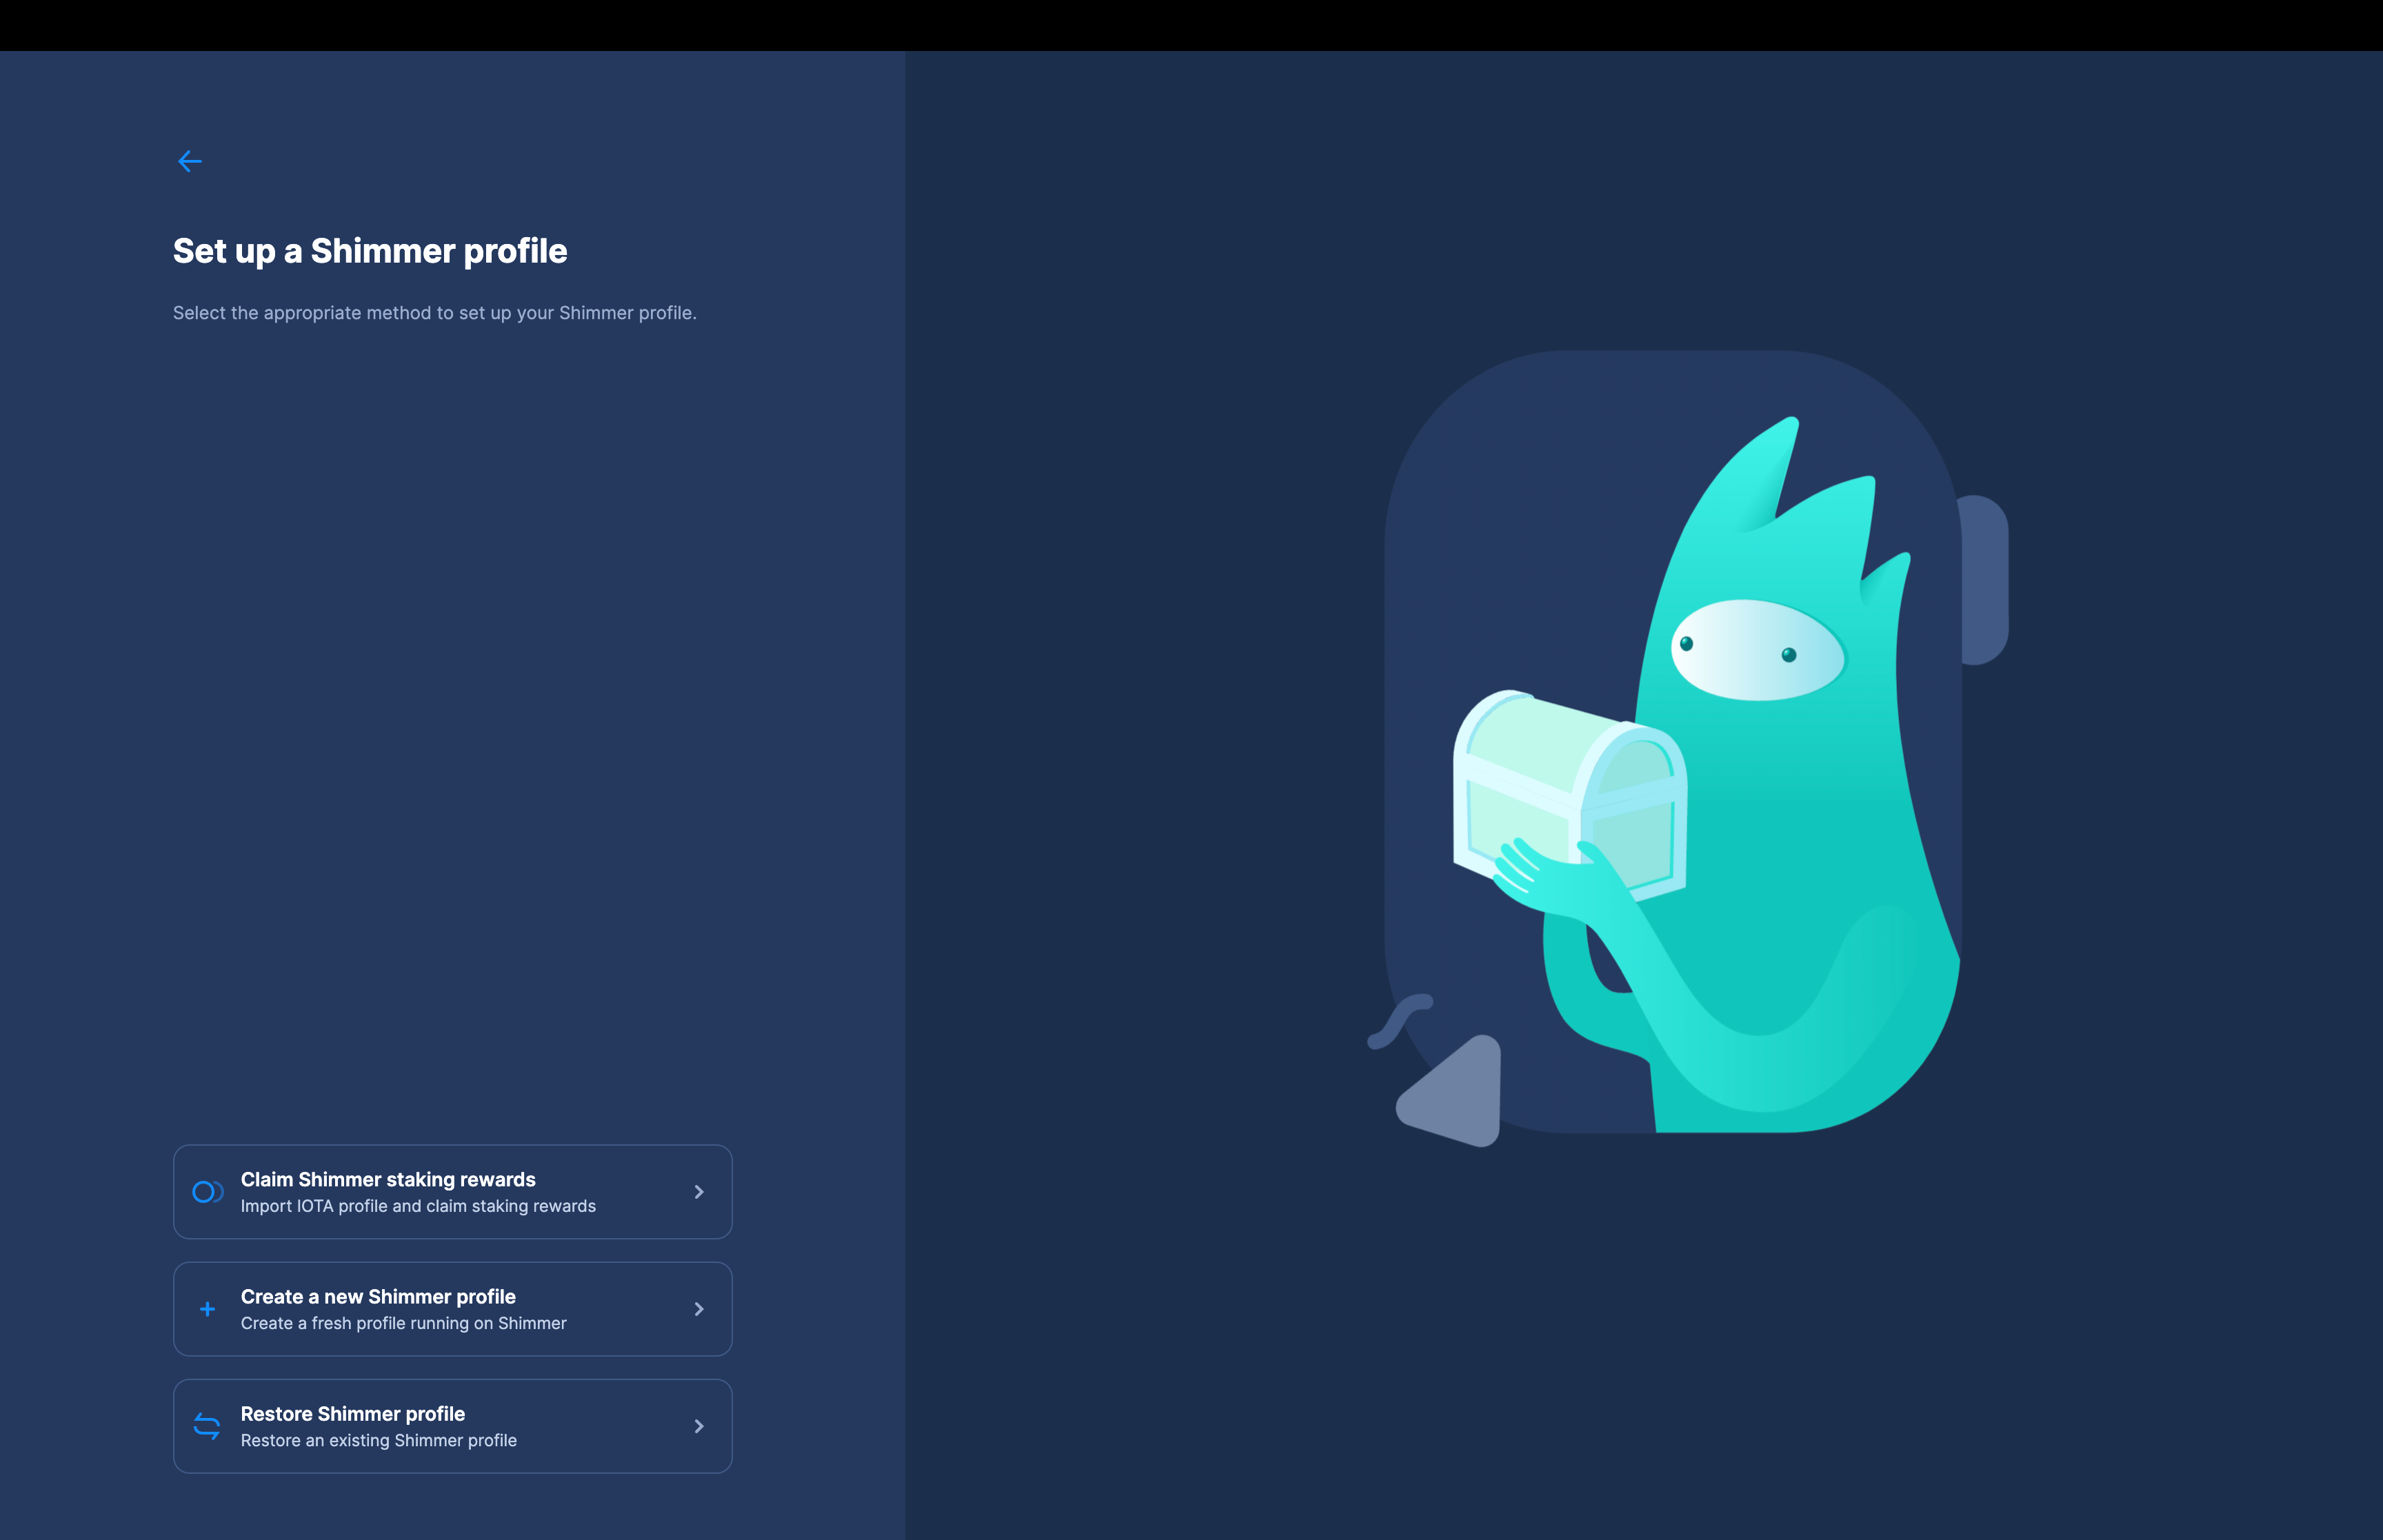 Set up a Shimmer profile
Select the appropriate method to set up your Shimmer profile.
Claim Shimmer staking rewards
Import IOTA profile and claim staking rewards
Create a new Shimmer profile
Create a fresh profile running on Shimmer
Restore Shimmer profile
Restore an existing Shimmer profile